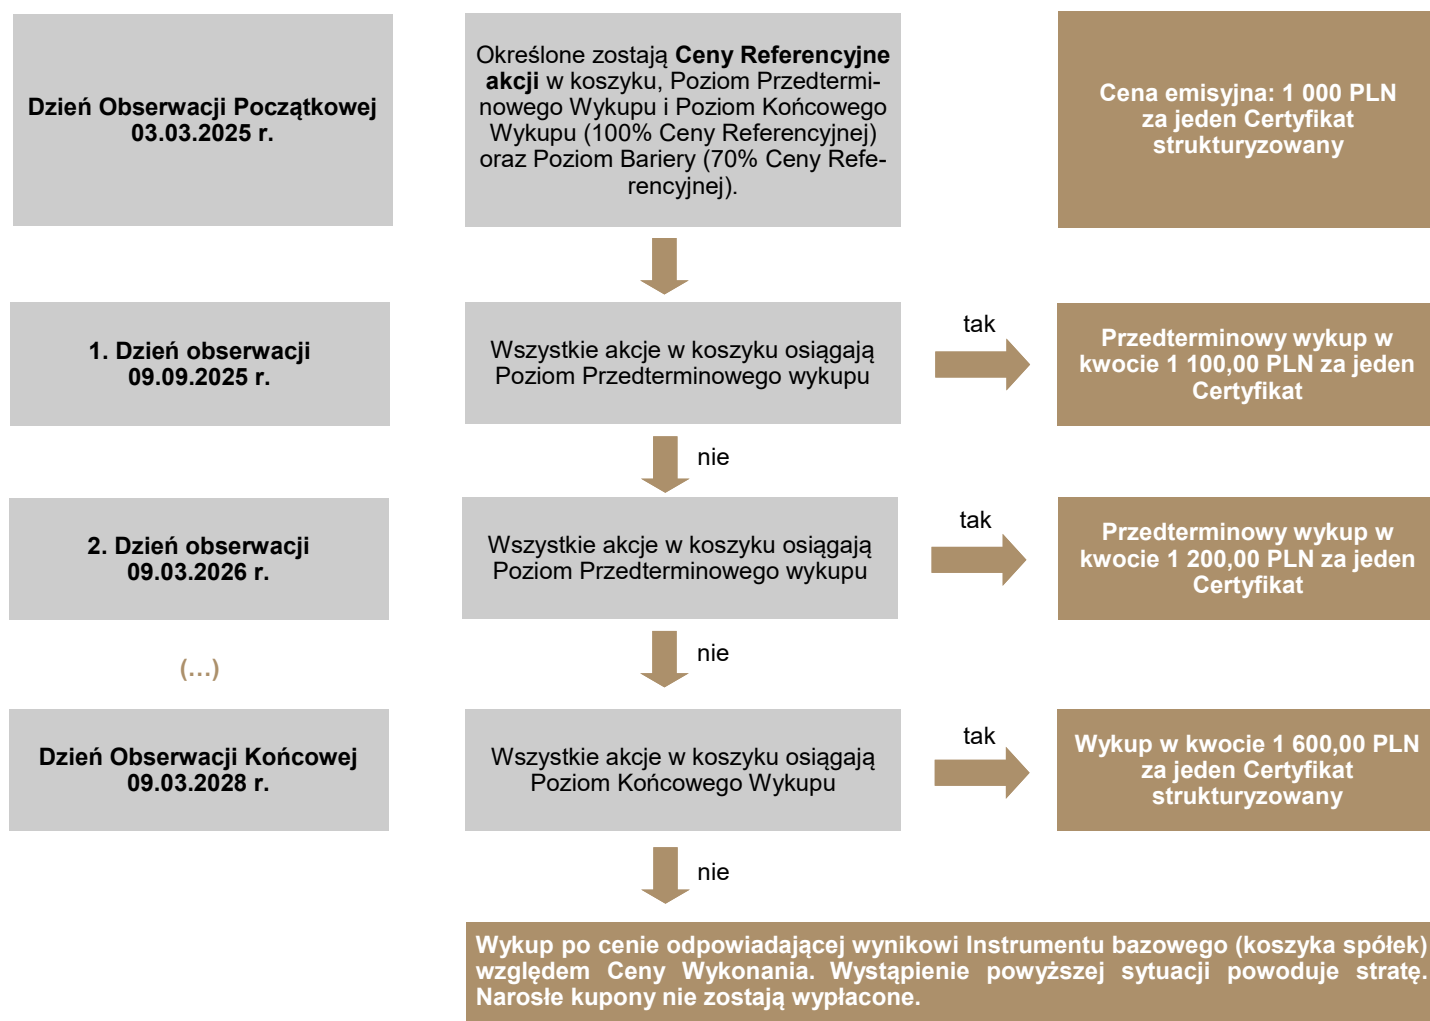 Dzień Obserwacji Początkowej
03.03.2025 r.
Określone zostają Ceny Referencyjne
akcji w koszyku, Poziom Przedtermi-
nowego Wykupu i Poziom Końcowego
Wykupu (100% Ceny Referencyjnej)
oraz Poziom Bariery (70% Ceny Refe-
rencyjnej).
Cena emisyjna: 1 000 PLN
za jeden Certyfikat
strukturyzowany
1. Dzień obserwacji
09.09.2025 r.
Wszystkie akcje w koszyku osiągają
Poziom Przedterminowego wykupu
tak
Przedterminowy wykup w
kwocie 1 100,00 PLN za jeden
Certyfikat
nie
2. Dzień obserwacji
09.03.2026 r.
Wszystkie akcje w koszyku osiągają
Poziom Przedterminowego wykupu
tak
Przedterminowy wykup w
kwocie 1 200,00 PLN za jeden
Certyfikat
nie
(...)
Dzień Obserwacji Końcowej
09.03.2028 r.
Wszystkie akcje w koszyku osiągają
Poziom Końcowego Wykupu
tak
Wykup w kwocie 1 600,00 PLN
za jeden Certyfikat
strukturyzowany
nie
Wykup po cenie odpowiadającej wynikowi Instrumentu bazowego (koszyka spółek)
względem Ceny Wykonania. Wystąpienie powyższej sytuacji powoduje stratę.
Narosłe kupony nie zostają wypłacone.